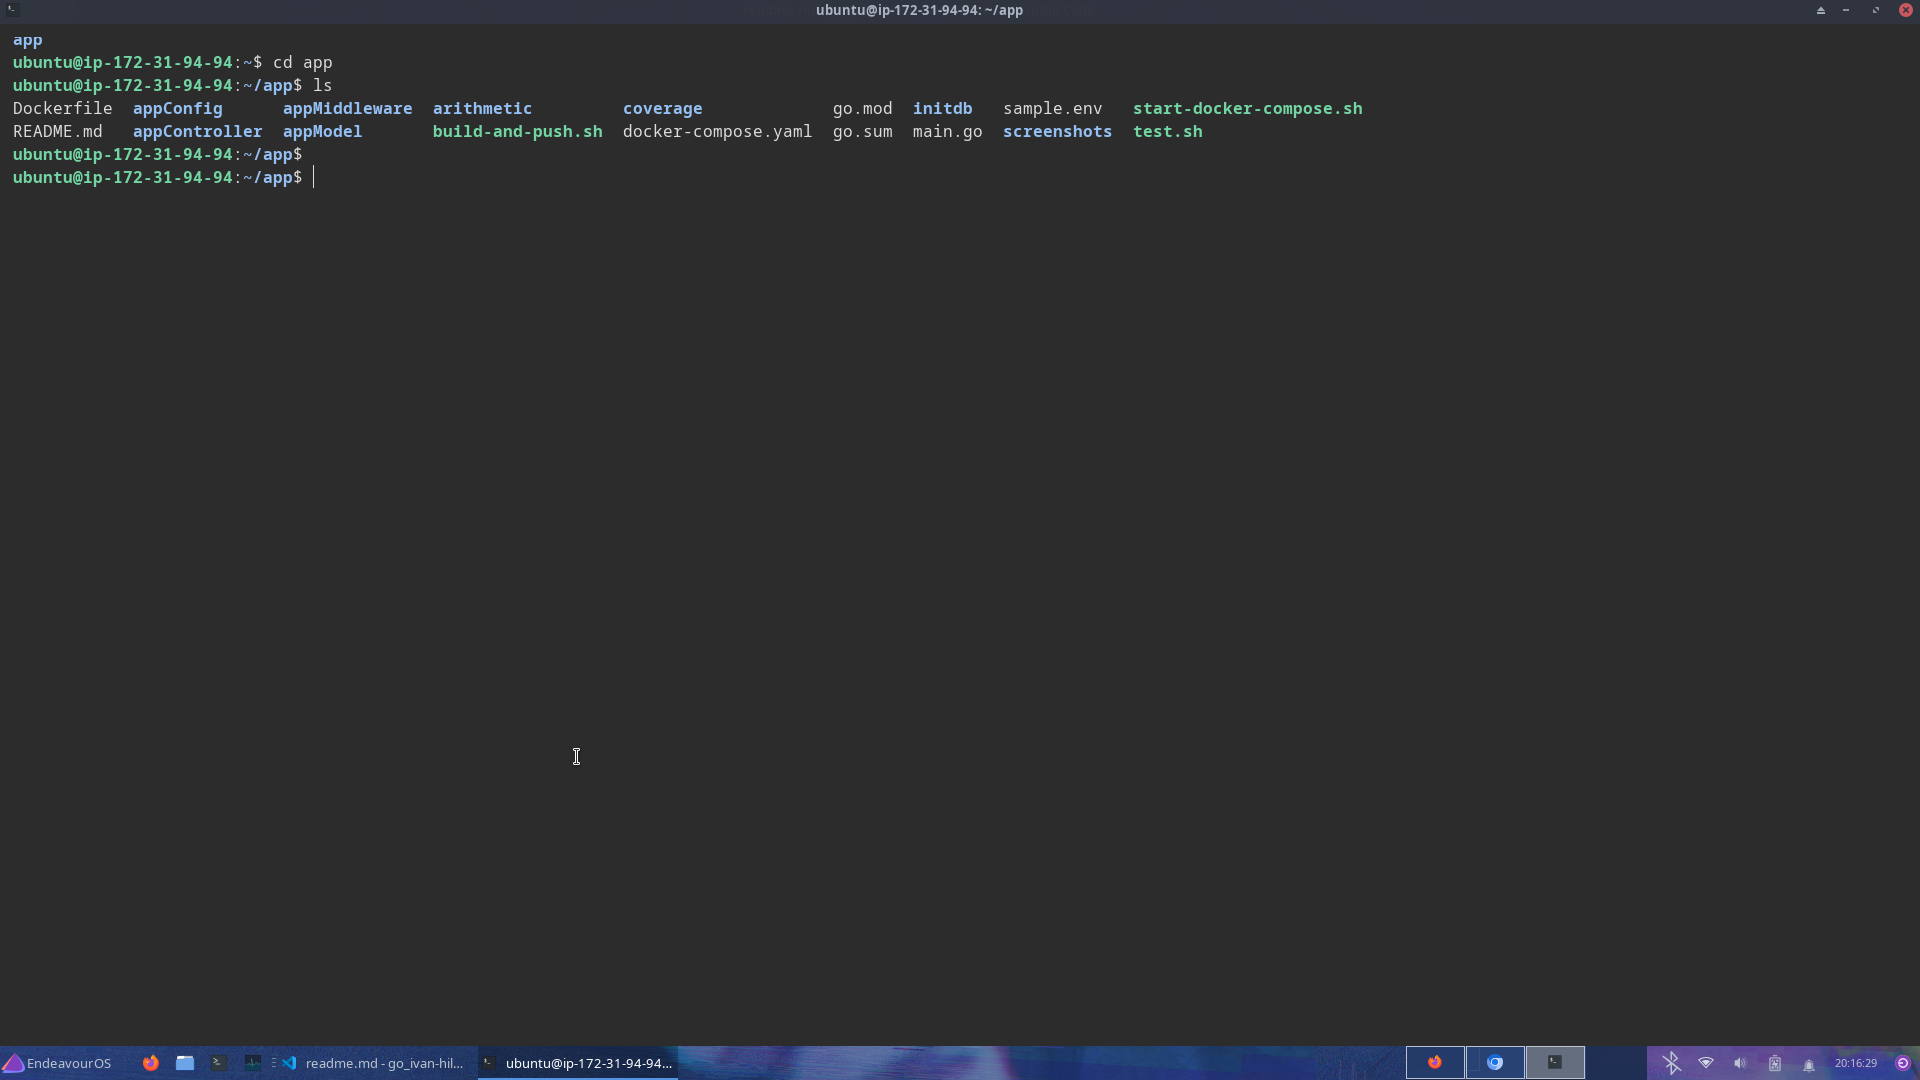 ubuntu@ip-172-31-94-94: ~/app
app
ubuntu@ip-172-31-94-94:~$ cd app
ubuntu@ip-172-31-94-94:~/app$ ls
Dockerfile  appConfig      appMiddleware  arithmetic         coverage             go.mod  initdb   sample.env   start-docker-compose.sh
README.md   appController  appModel       build-and-push.sh  docker-compose.yaml  go.sum  main.go  screenshots  test.sh
ubuntu@ip-172-31-94-94:~/app$
ubuntu@ip-172-31-94-94:~/app$
EndeavourOS readme.md - go_ivan-hil... ubuntu@ip-172-31-94-94... 20:16:29